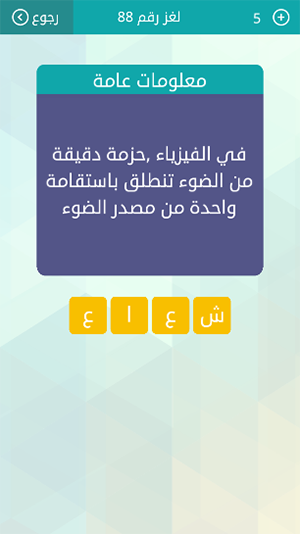 رجوع
لغز رقم 88
5
معلومات عامة
في الفيزياء ,حزمة دقيقة
من الضوء تنطلق باستقامة
واحدة من مصدر الضوء
ش ع ا ع